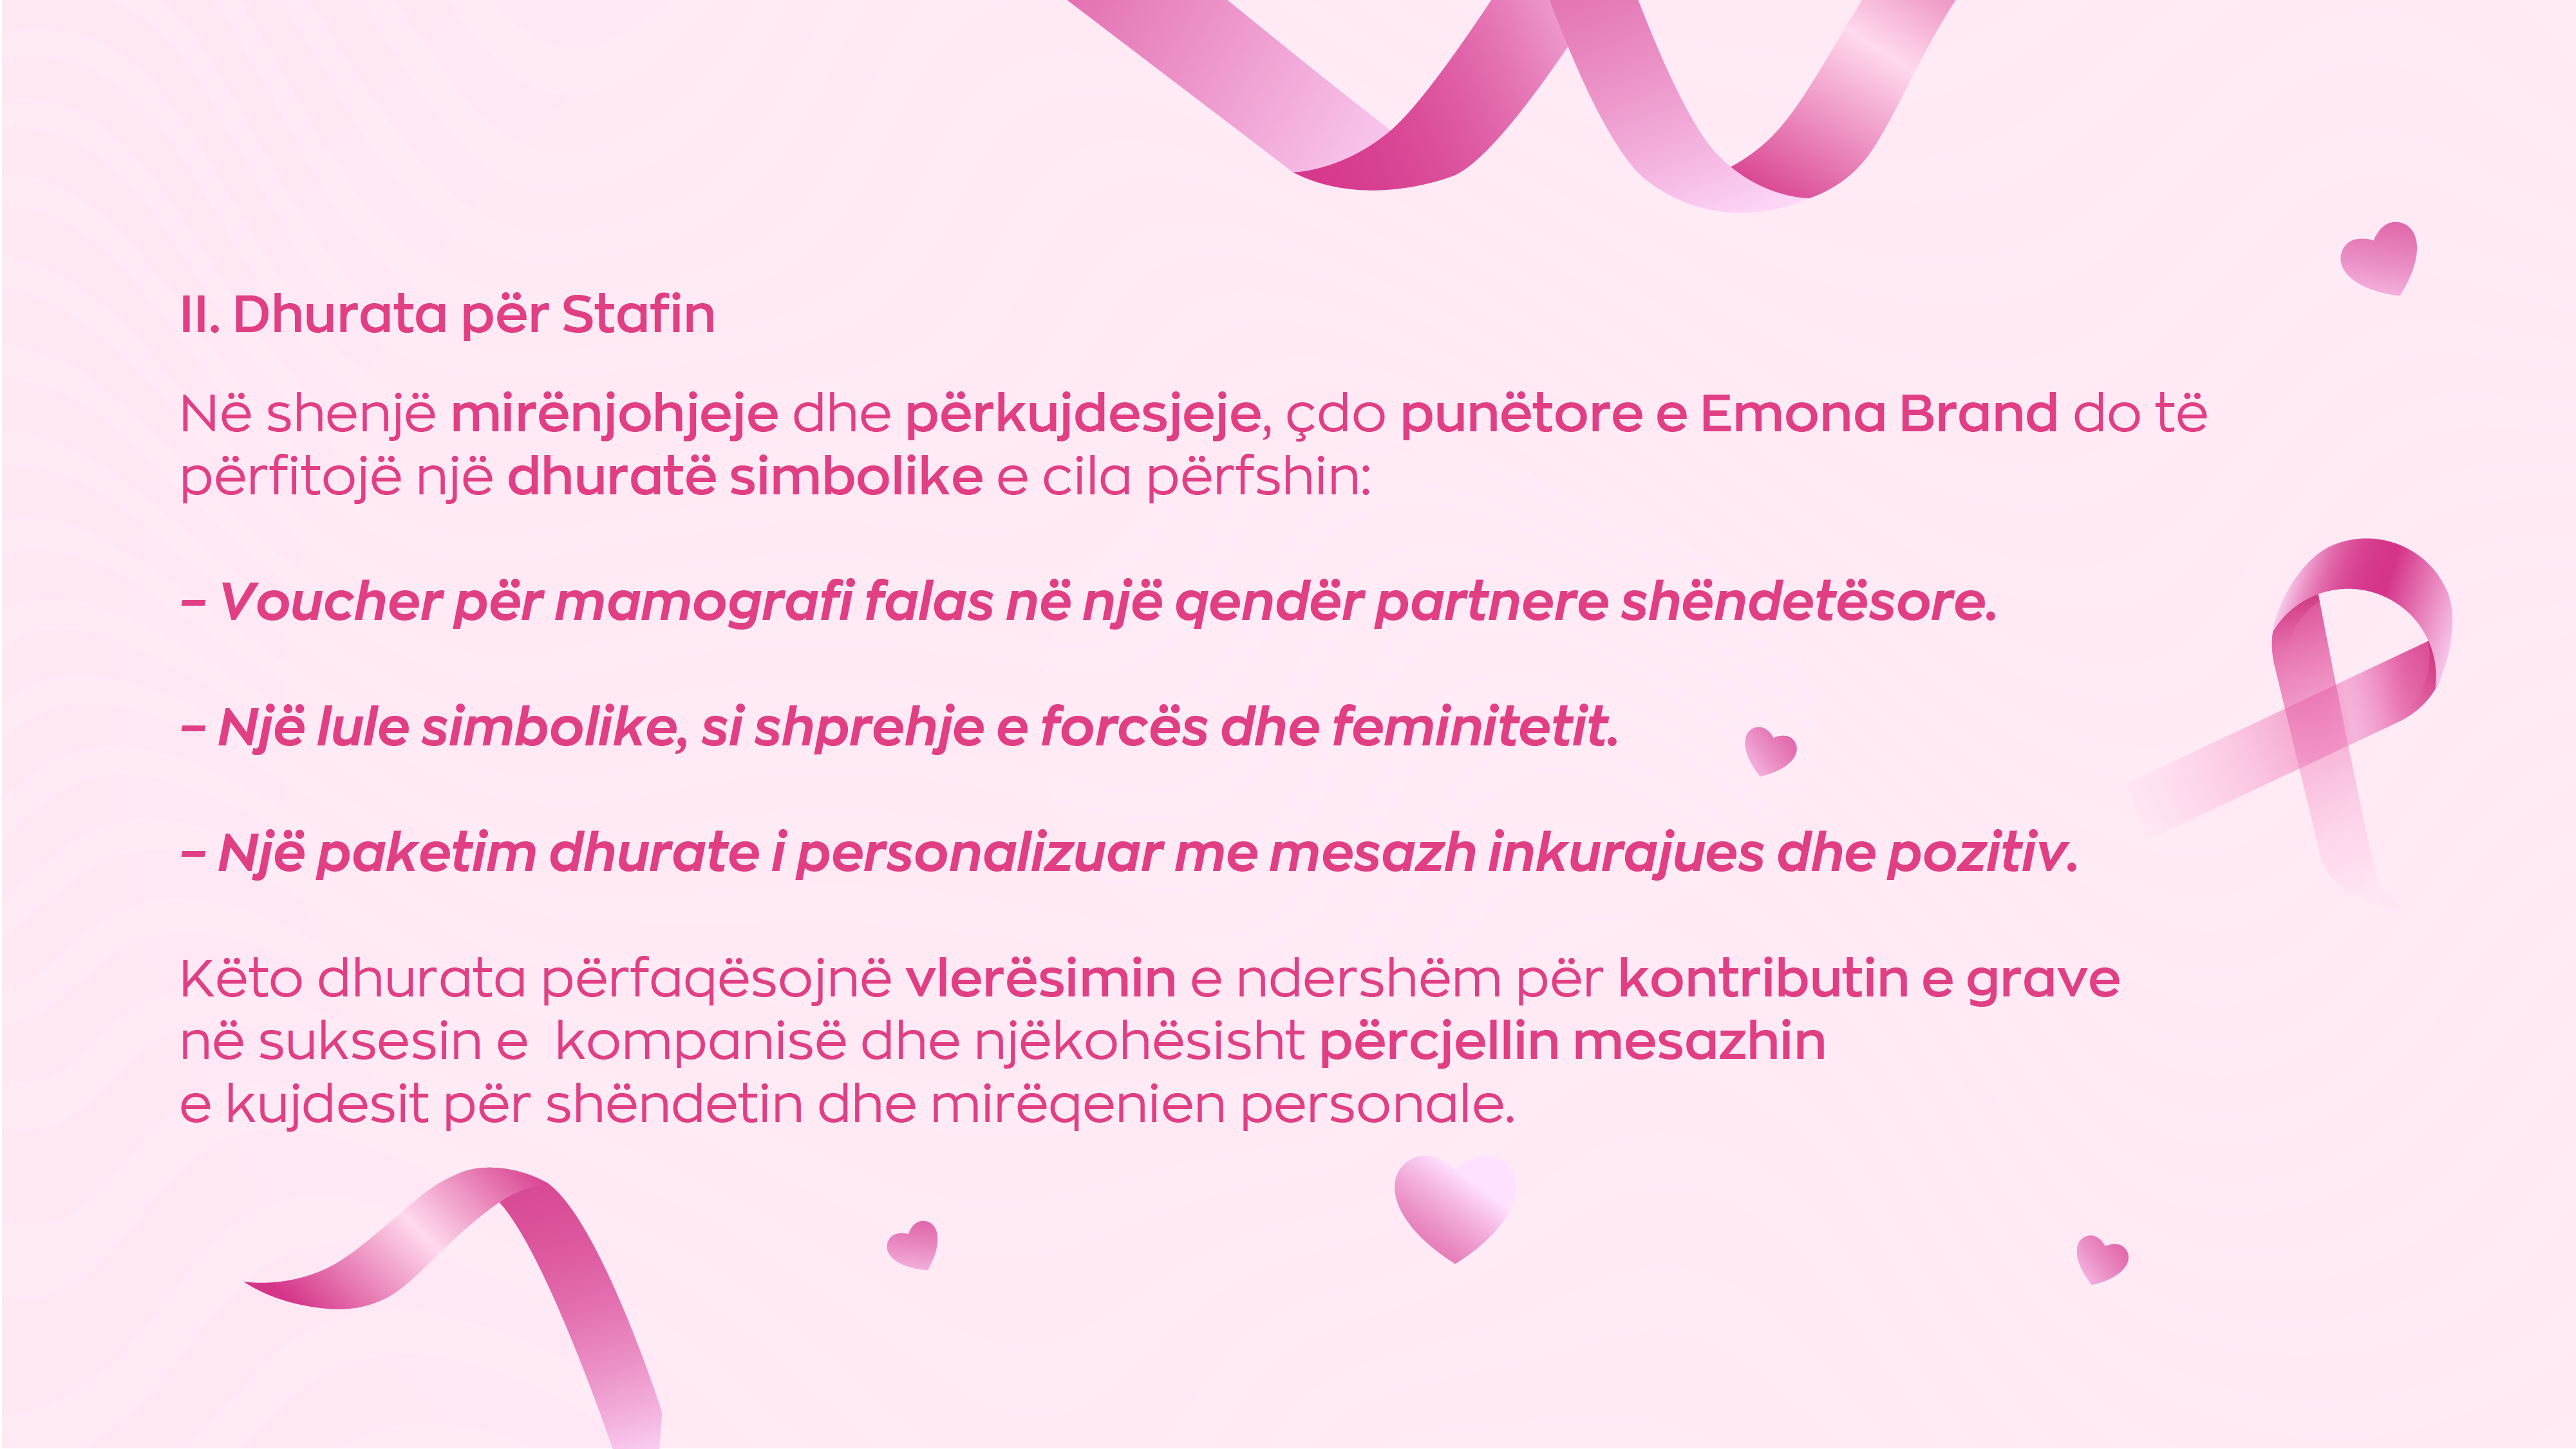 II. Dhurata për Stafin
Në shenjë mirënjohjeje dhe përkujdesjeje, çdo punëtore e Emona Brand do të
përfitojë një dhuratë simbolike e cila përfshin:
– Voucher për mamografi falas në një qendër partnere shëndetësore.
– Një lule simbolike, si shprehje e forcës dhe feminitetit.
– Një paketim dhurate i personalizuar me mesazh inkurajues dhe pozitiv.
Këto dhurata përfaqësojnë vlerësimin e ndershëm për kontributin e grave
në suksesin e  kompanisë dhe njëkohësisht përcjellin mesazhin
e kujdesit për shëndetin dhe mirëqenien personale.